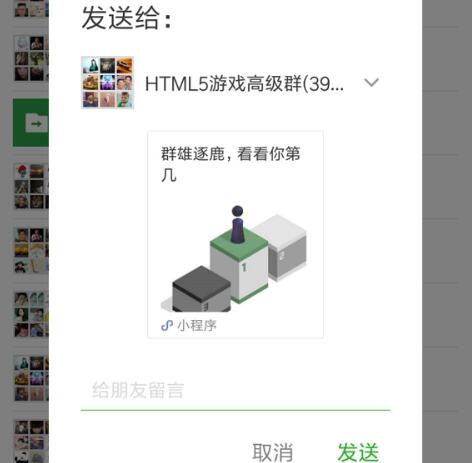 发送给:
HTML5游戏高级群(39...
群雄逐鹿,看看你第
几
1
2
小程序
给朋友留言
取消
发送